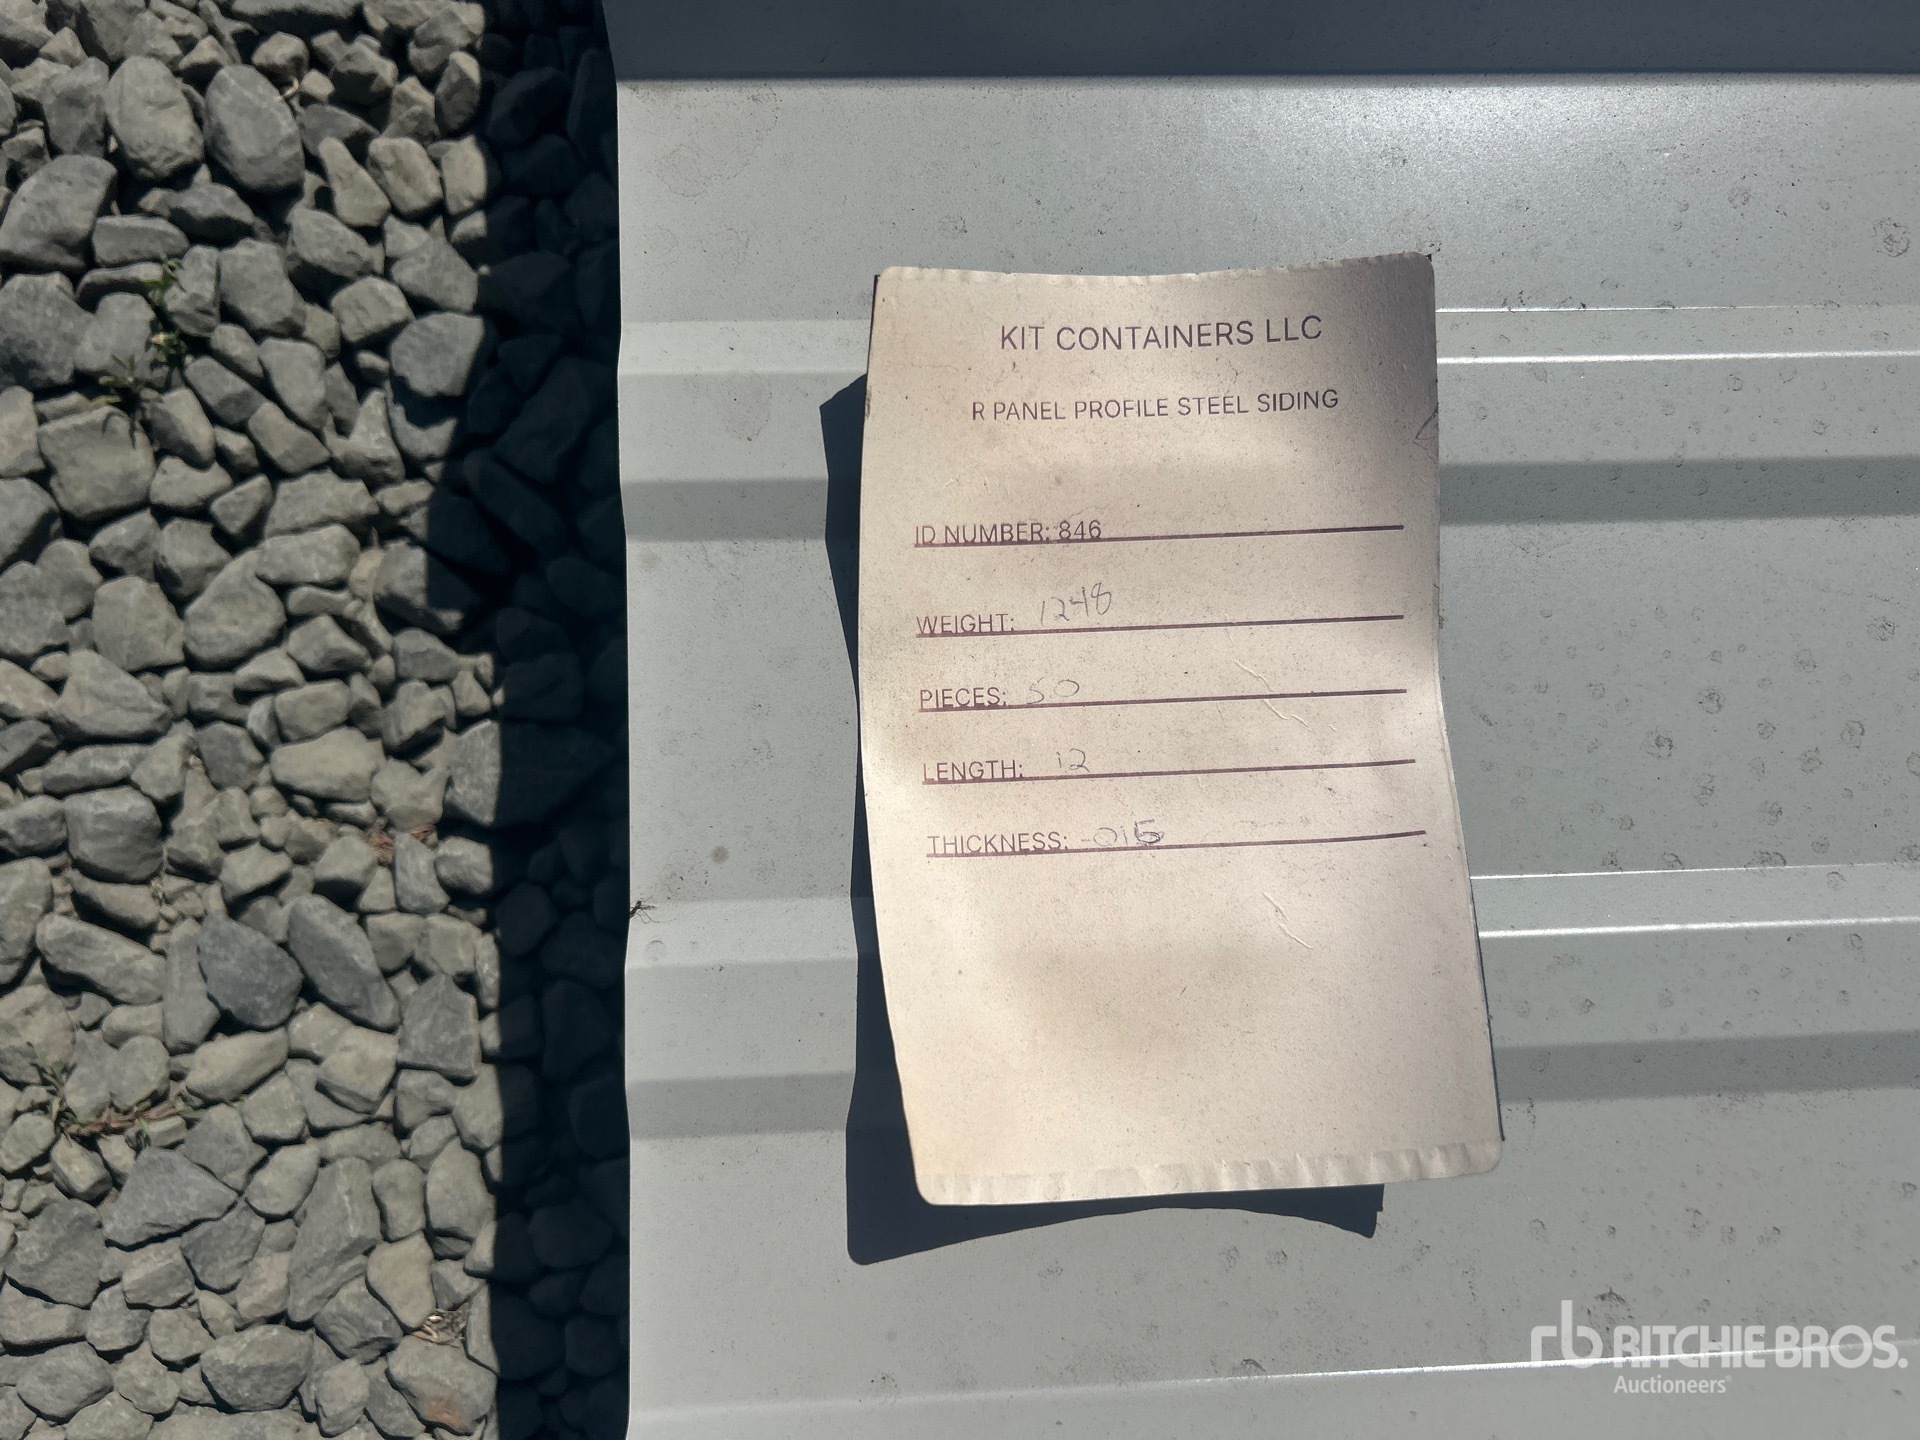 KIT CONTAINERS LLC
R PANEL PROFILE STEEL SIDING
ID NUMBER: 846
WEIGHT: 1248
PIECES: 50
LENGTH: 12
THICKNESS: -015
rb RITCHIE BROS.
Auctioneers